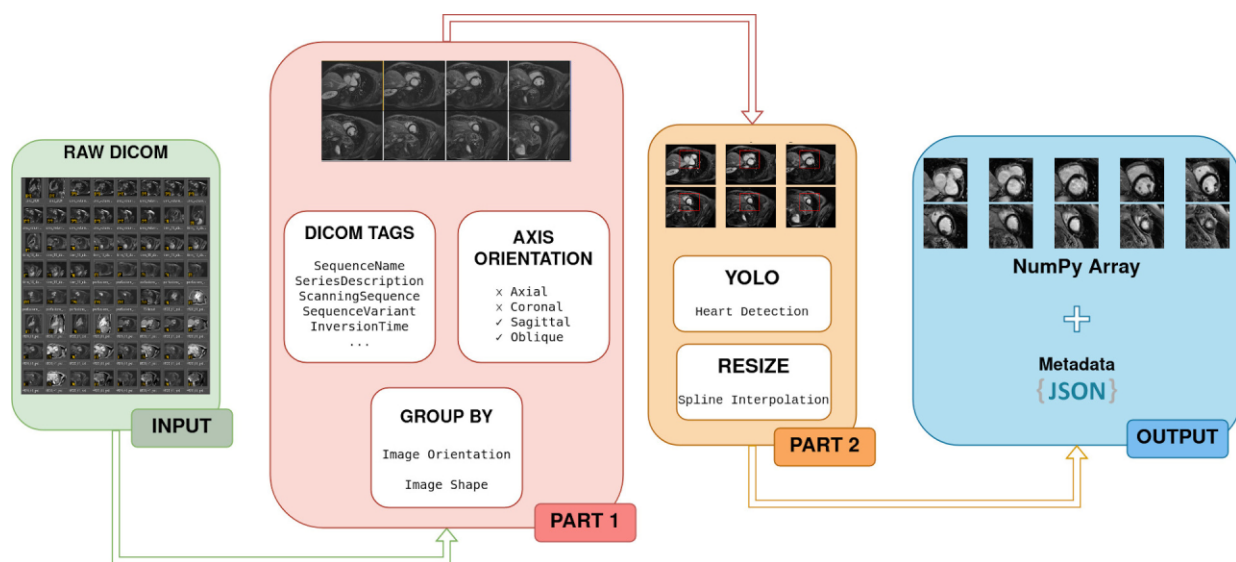 RAW DICOM
INPUT
DICOM TAGS
SequenceName
SeriesDescription
ScanningSequence
SequenceVariant
InversionTime
...
AXIS
ORIENTATION
x Axial
x Coronal
✓ Sagittal
✓ Oblique
GROUP BY
Image Orientation
Image Shape
PART 1
YOLO
Heart Detection
RESIZE
Spline Interpolation
PART 2
NumPy Array
+
Metadata
{JSON}
OUTPUT